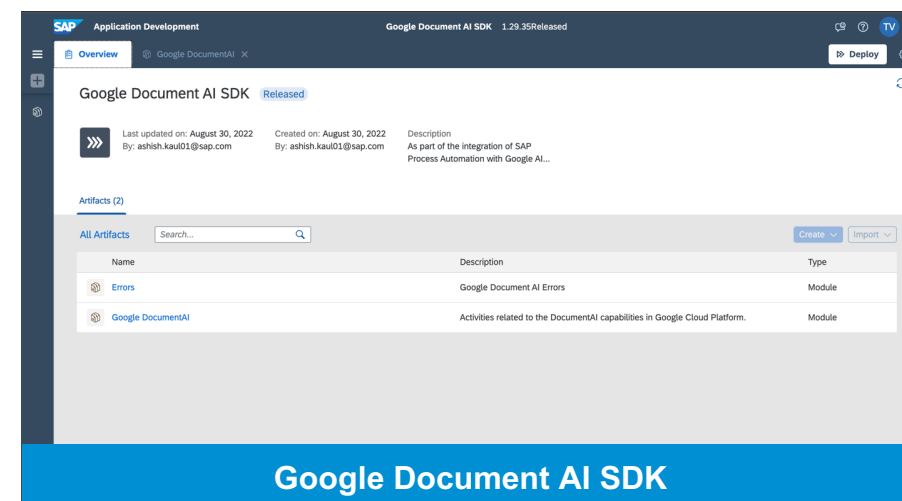 SAP Application Development Google Document AI SDK 1.29.35Released TV
Overview Google DocumentAI Deploy
Google Document AI SDK Released
Last updated on: August 30, 2022 Created on: August 30, 2022 Description
By: ashish.kaul01@sap.com By: ashish.kaul01@sap.com As part of the integration of SAP
Process Automation with Google AI...
Artifacts (2)
All Artifacts Search... Create Import
Name Description Type
Errors Google Document AI Errors Module
Google DocumentAI Activities related to the DocumentAI capabilities in Google Cloud Platform. Module
Google Document AI SDK